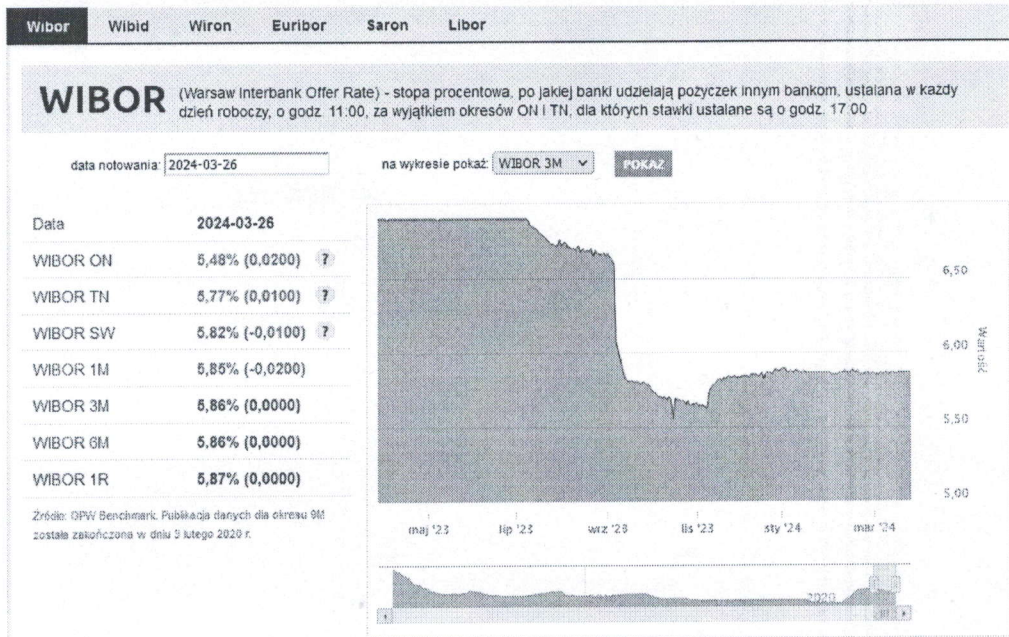 Wibor Wibid Wiron Euribor Saron Libor
WIBOR (Warsaw Interbank Offer Rate) - stopa procentowa, po jakiej banki udzielają pożyczek innym bankom, ustalana w każdy
dzień roboczy, o godz. 11:00, za wyjątkiem okresów ON i TN, dla których stawki ustalane są o godz. 17:00.
data notowania: 2024-03-26 na wykresie pokaż: WIBOR 3M POKAŻ
Data 2024-03-26
WIBOR ON 5,48% (0,0200) ?
WIBOR TN 5,77% (0,0100) ?
WIBOR SW 5,82% (-0,0100) ?
WIBOR 1M 5,85% (-0,0200)
WIBOR 3M 5,86% (0,0000)
WIBOR 6M 5,86% (0,0000)
WIBOR 1R 5,87% (0,0000)
Źródło: GPW Benchmark. Publikacja danych dla okresu 9M
została zakończona w dniu 3 lutego 2020 r.
6,50
6,00
5,50
5,00
Wartość
maj '23 lip '23 wrz '23 lis '23 sty '24 mar '24
2020